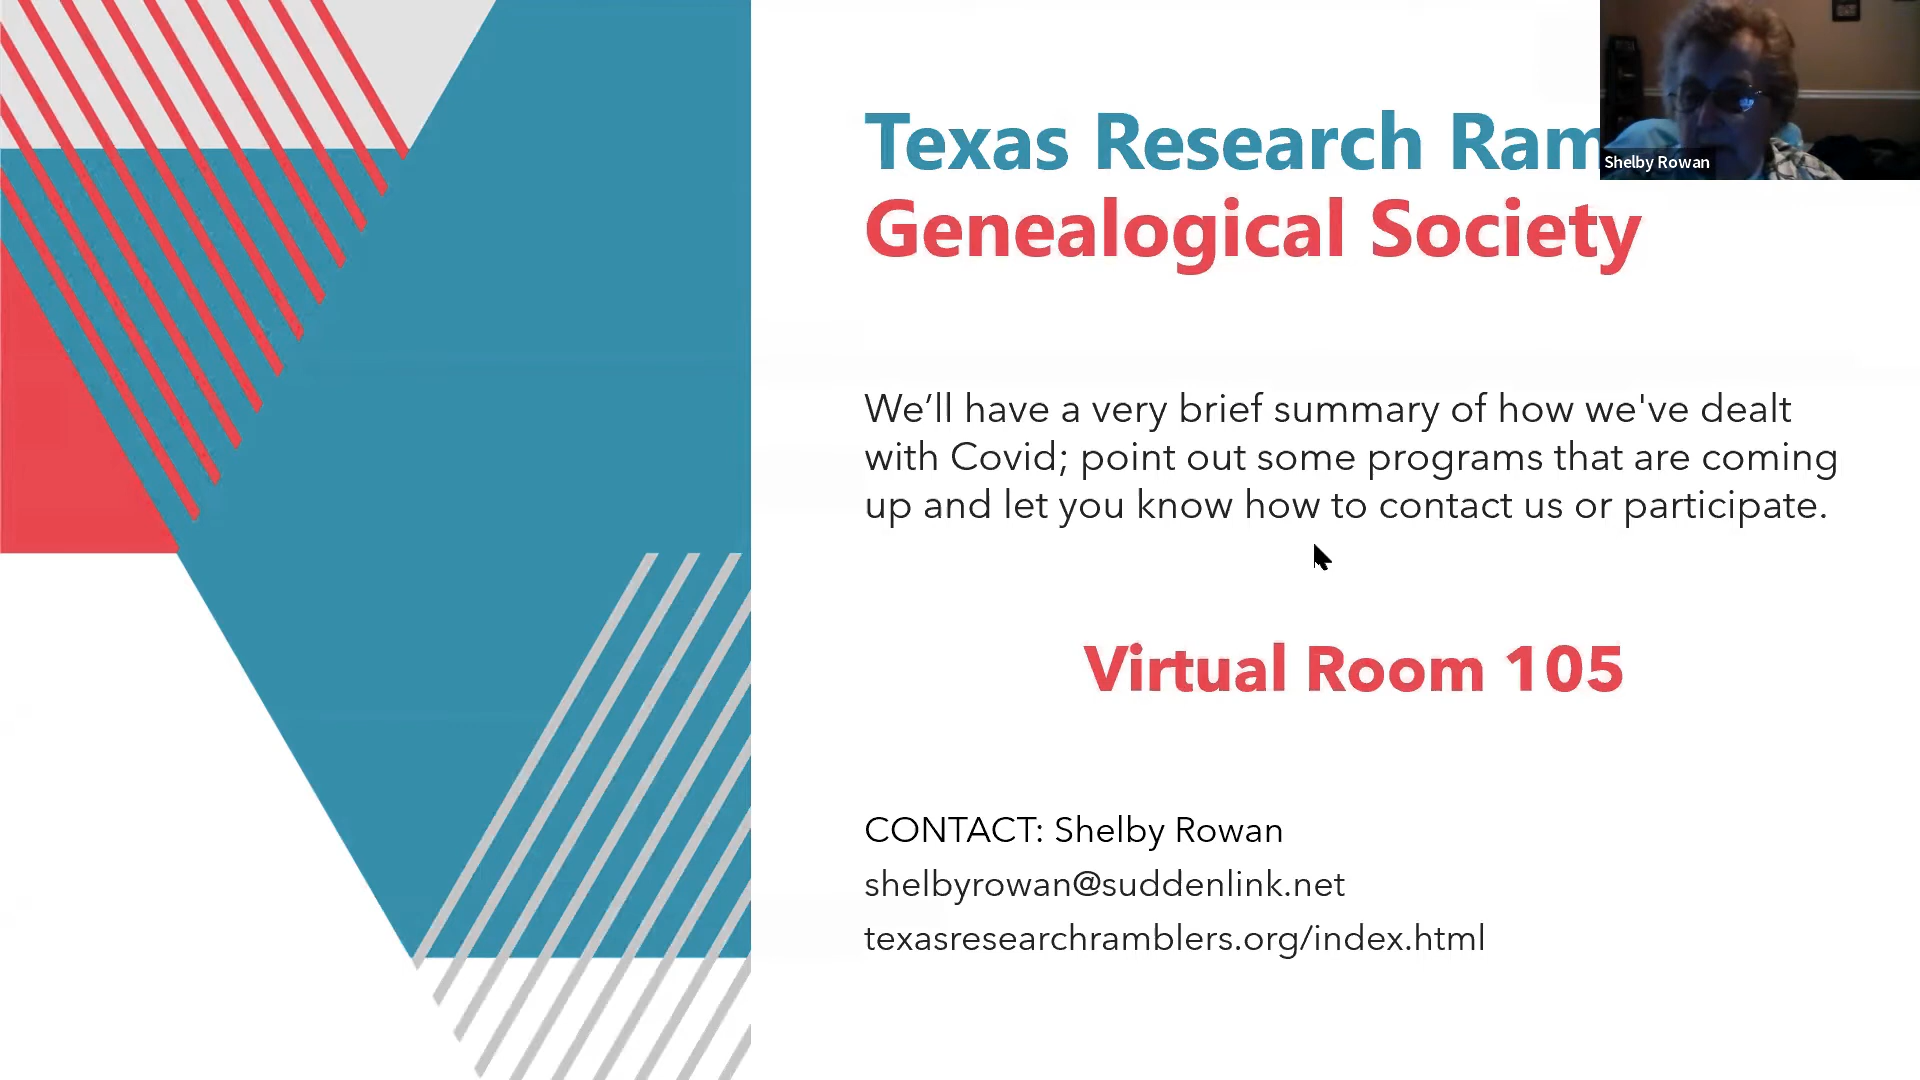 Texas Research Ram
Genealogical Society
Shelby Rowan
We’ll have a very brief summary of how we've dealt
with Covid; point out some programs that are coming
up and let you know how to contact us or participate.
Virtual Room 105
CONTACT: Shelby Rowan
shelbyrowan@suddenlink.net
texasresearchramblers.org/index.html